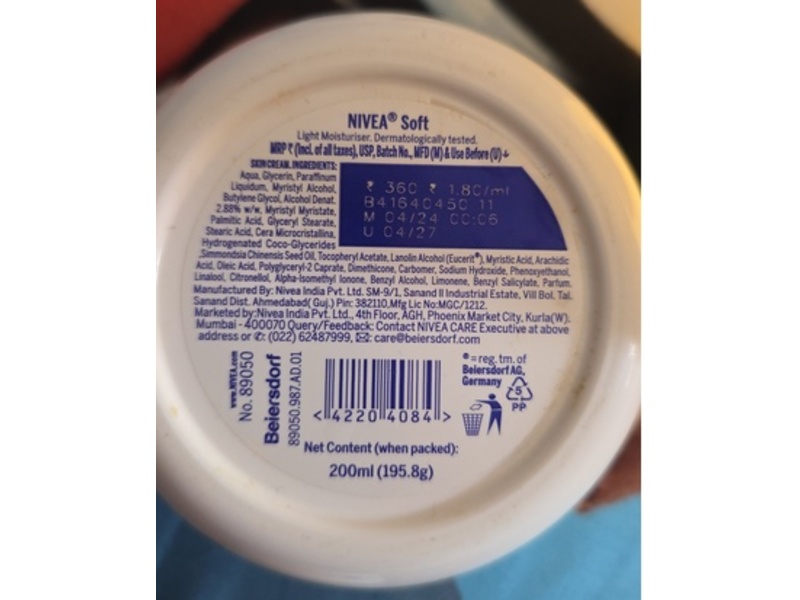 NIVEA® Soft
Light Moisturiser. Dermatologically tested.
MRP ₹ (Incl. of all taxes), USP, Batch No., MFD (M) & Use Before (U)↓
SKIN CREAM. INGREDIENTS:
Aqua, Glycerin, Paraffinum
Liquidum, Myristyl Alcohol,
Butylene Glycol, Alcohol Denat.
2.88% w/w, Myristyl Myristate,
Palmitic Acid, Glyceryl Stearate,
Stearic Acid, Cera Microcristallina,
Hydrogenated Coco-Glycerides
₹ 360 ₹ 1.80/ml
B41640450 11
M 04/24 00:06
U 04/27
,Simmondsia Chinensis Seed Oil, Tocopheryl Acetate, Lanolin Alcohol (Eucerit®), Myristic Acid, Arachidic
Acid, Oleic Acid, Polyglyceryl-2 Caprate, Dimethicone, Carbomer, Sodium Hydroxide, Phenoxyethanol,
Linalool, Citronellol, Alpha-Isomethyl Ionone, Benzyl Alcohol, Limonene, Benzyl Salicylate, Parfum.
Manufactured By: Nivea India Pvt. Ltd. SM-9/1, Sanand II Industrial Estate, Vill Bol. Tal.
Sanand Dist. Ahmedabad( Guj.) Pin: 382110,Mfg Lic No:MGC/1212.
Marketed by:Nivea India Pvt. Ltd., 4th Floor, AGH, Phoenix Market City, Kurla(W).
Mumbai - 400070 Query/Feedback: Contact NIVEA CARE Executive at above
address or ✆: (022) 62487999, ✉: care@beiersdorf.com
www.NIVEA.com
No. 89050
Beiersdorf
89050.987.AD.01
<42204084>
® = reg. tm. of
Beiersdorf AG,
Germany
5
PP
Net Content (when packed):
200ml (195.8g)